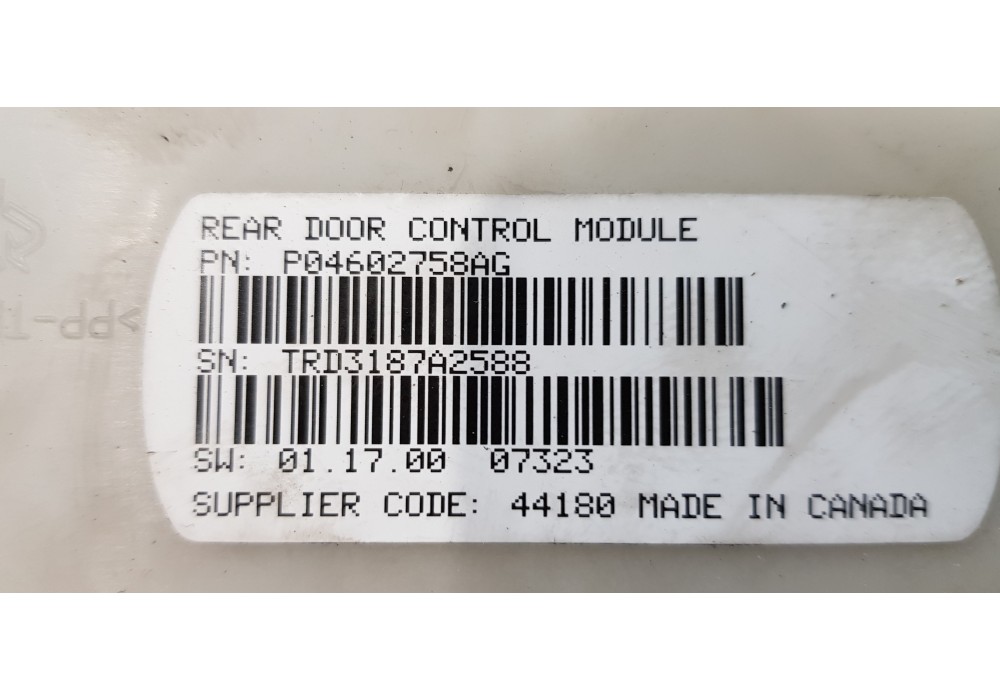 REAR DOOR CONTROL MODULE
PN: P04602758AG
SN: TRD3187A2588
SW: 01.17.00 07323
SUPPLIER CODE: 44180 MADE IN CANADA
>PP-T